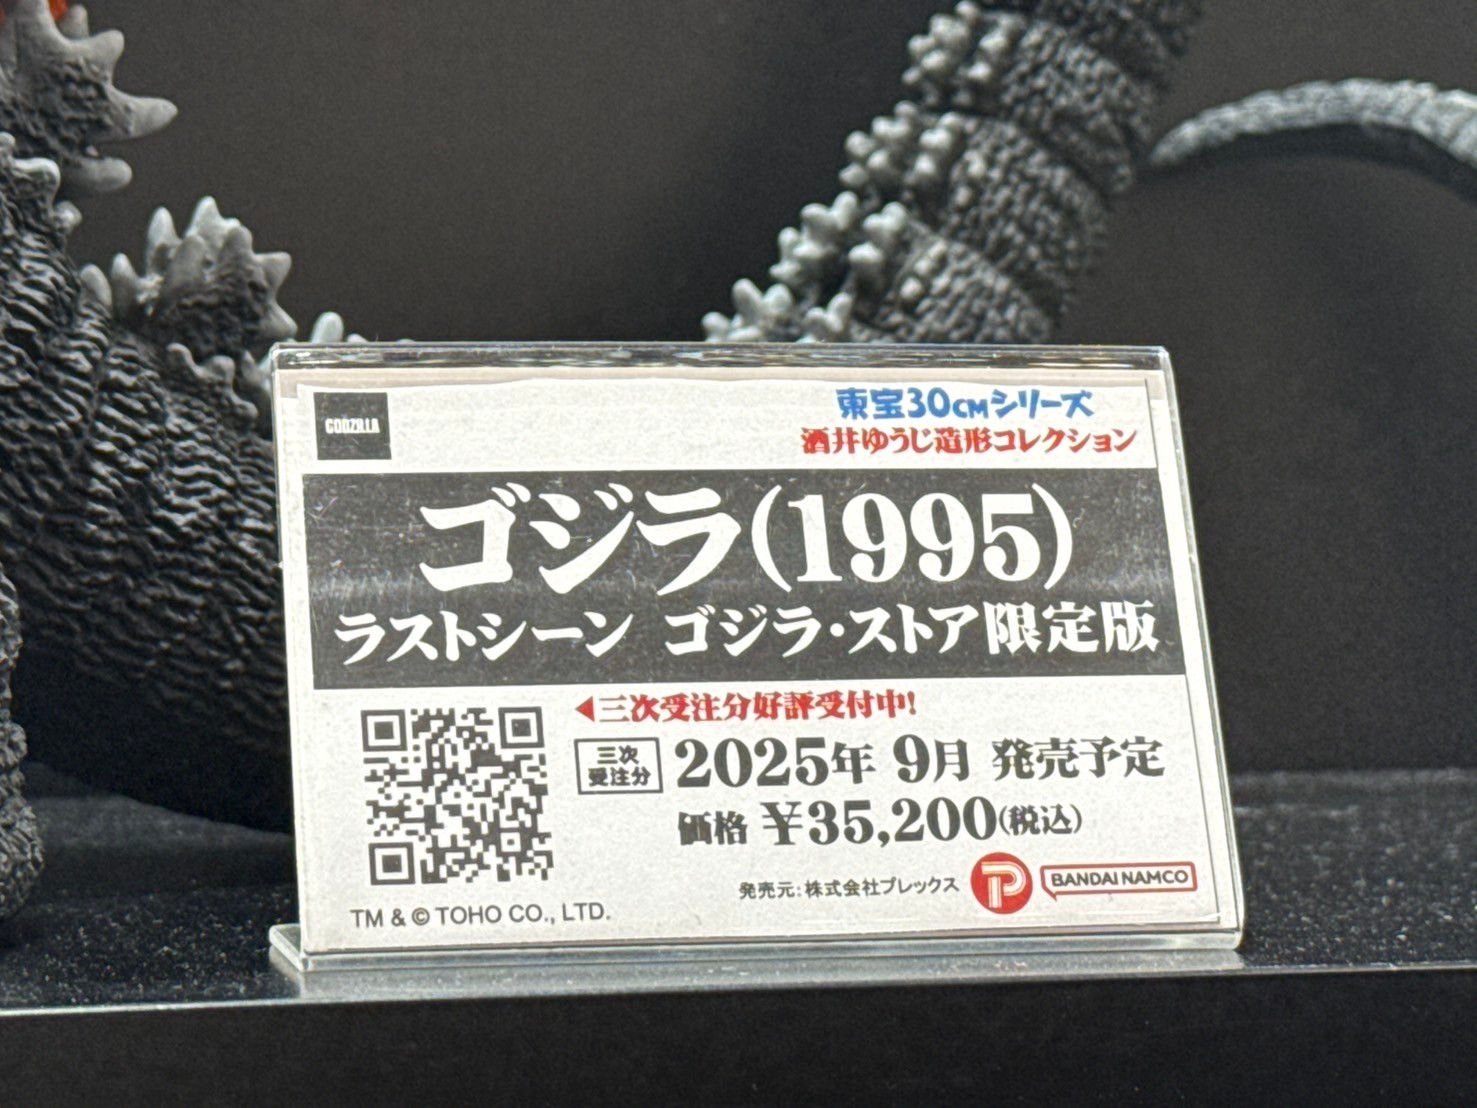 GODZILLA
東宝30CMシリーズ
酒井ゆうじ造形コレクション
ゴジラ(1995)
ラストシーン ゴジラ・ストア限定版
◀三次受注分好評受付中!
三次
受注分
2025年 9月 発売予定
価格 ¥35,200(税込)
発売元:株式会社プレックス
P
BANDAI NAMCO
TM & © TOHO CO., LTD.